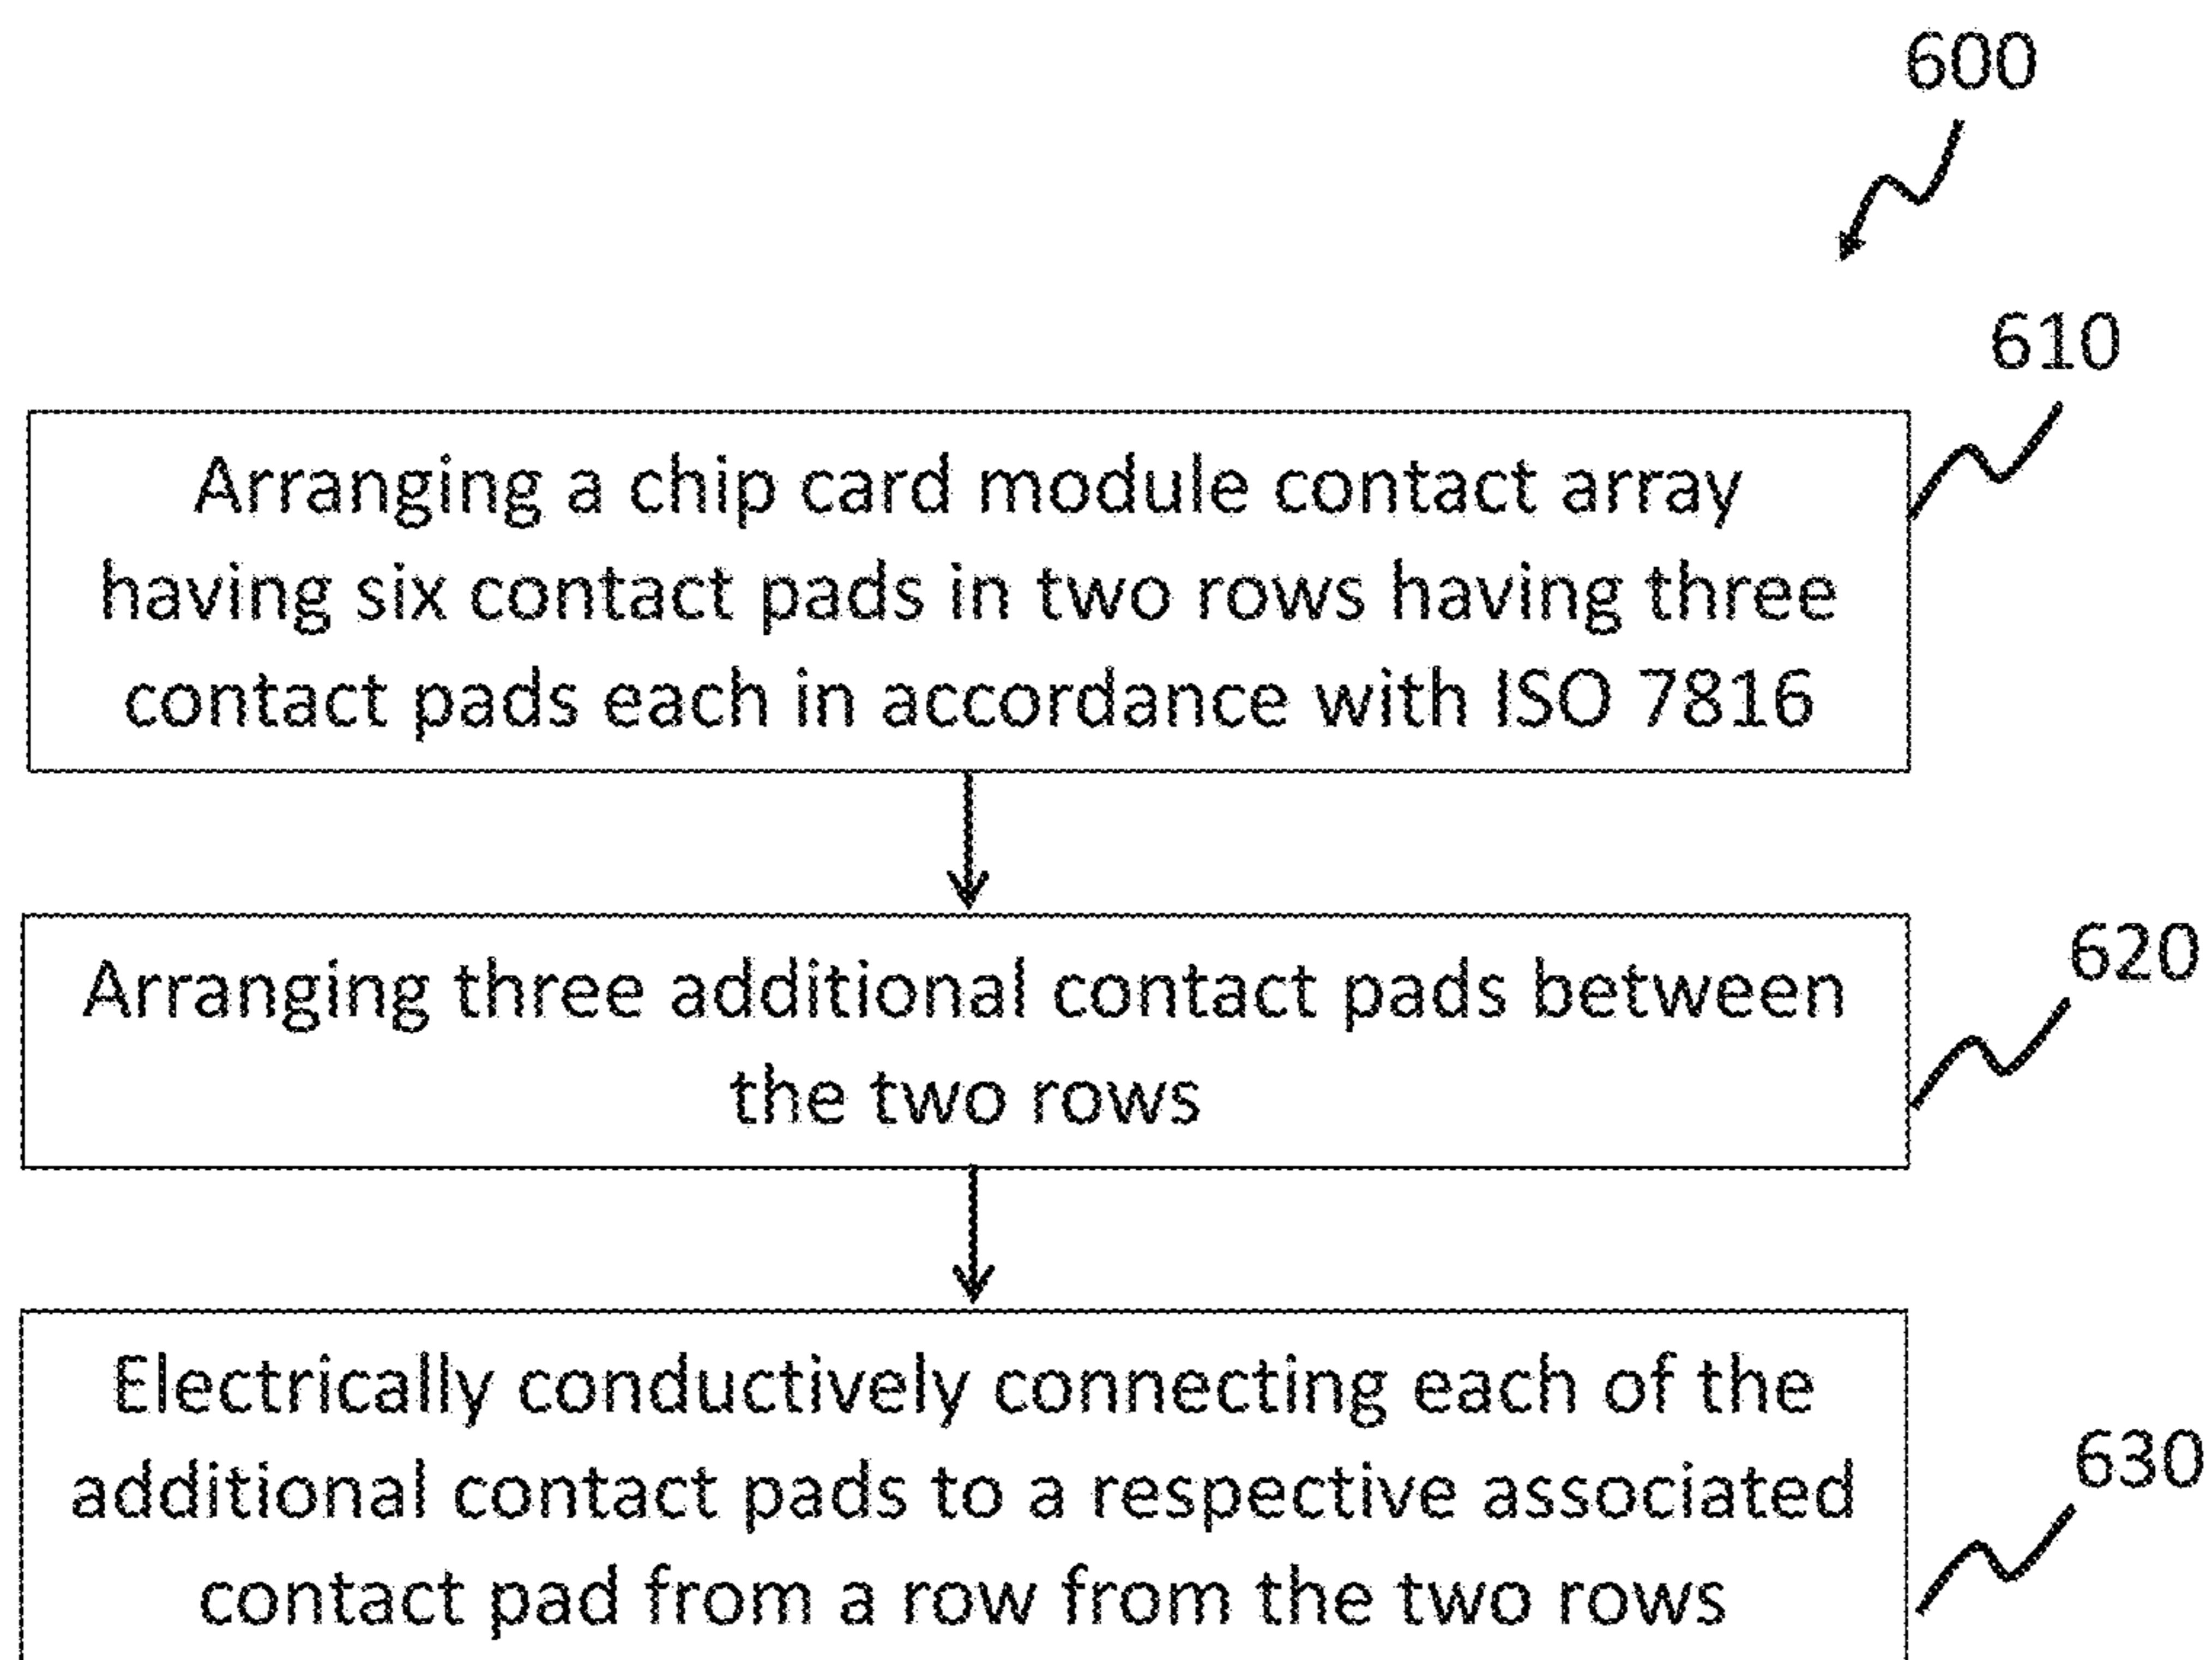 600
610
Arranging a chip card module contact array
having six contact pads in two rows having three
contact pads each in accordance with ISO 7816
620
Arranging three additional contact pads between
the two rows
630
Electrically conductively connecting each of the
additional contact pads to a respective associated
contact pad from a row from the two rows